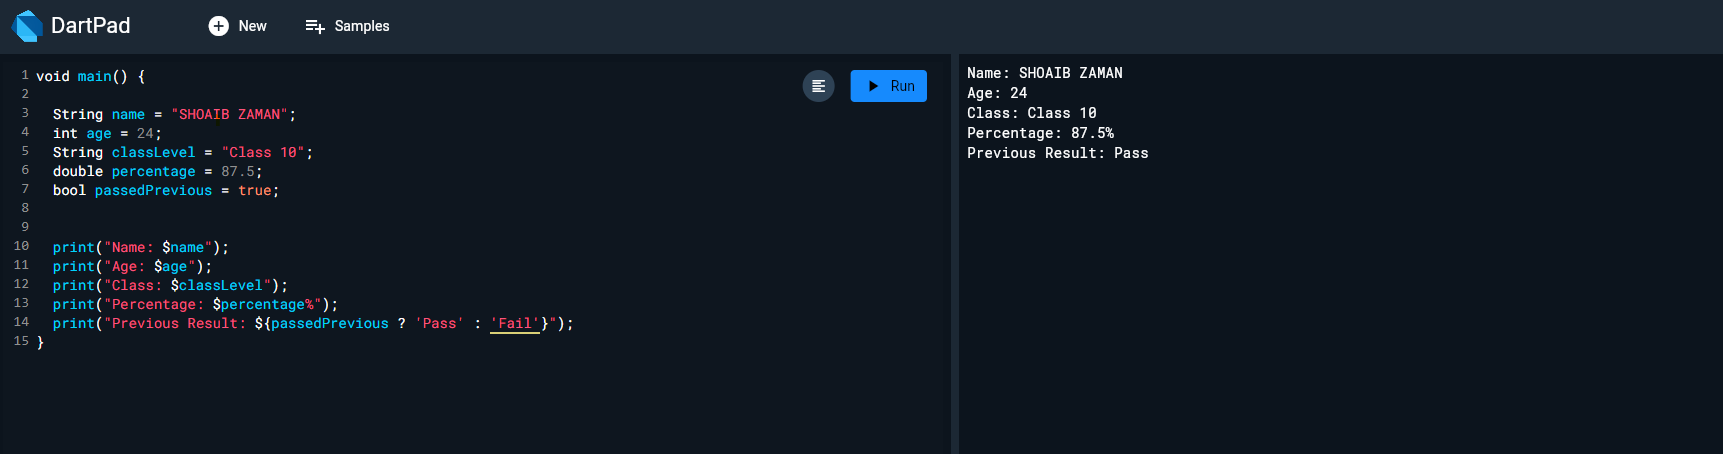 DartPad New Samples
1 void main() {
Run
2
3 String name = "SHOAIB ZAMAN";
4 int age = 24;
5 String classLevel = "Class 10";
6 double percentage = 87.5;
7 bool passedPrevious = true;
8
9
10 print("Name: $name");
11 print("Age: $age");
12 print("Class: $classLevel");
13 print("Percentage: $percentage%");
14 print("Previous Result: ${passedPrevious ? 'Pass' : 'Fail'}");
15 }
Name: SHOAIB ZAMAN
Age: 24
Class: Class 10
Percentage: 87.5%
Previous Result: Pass